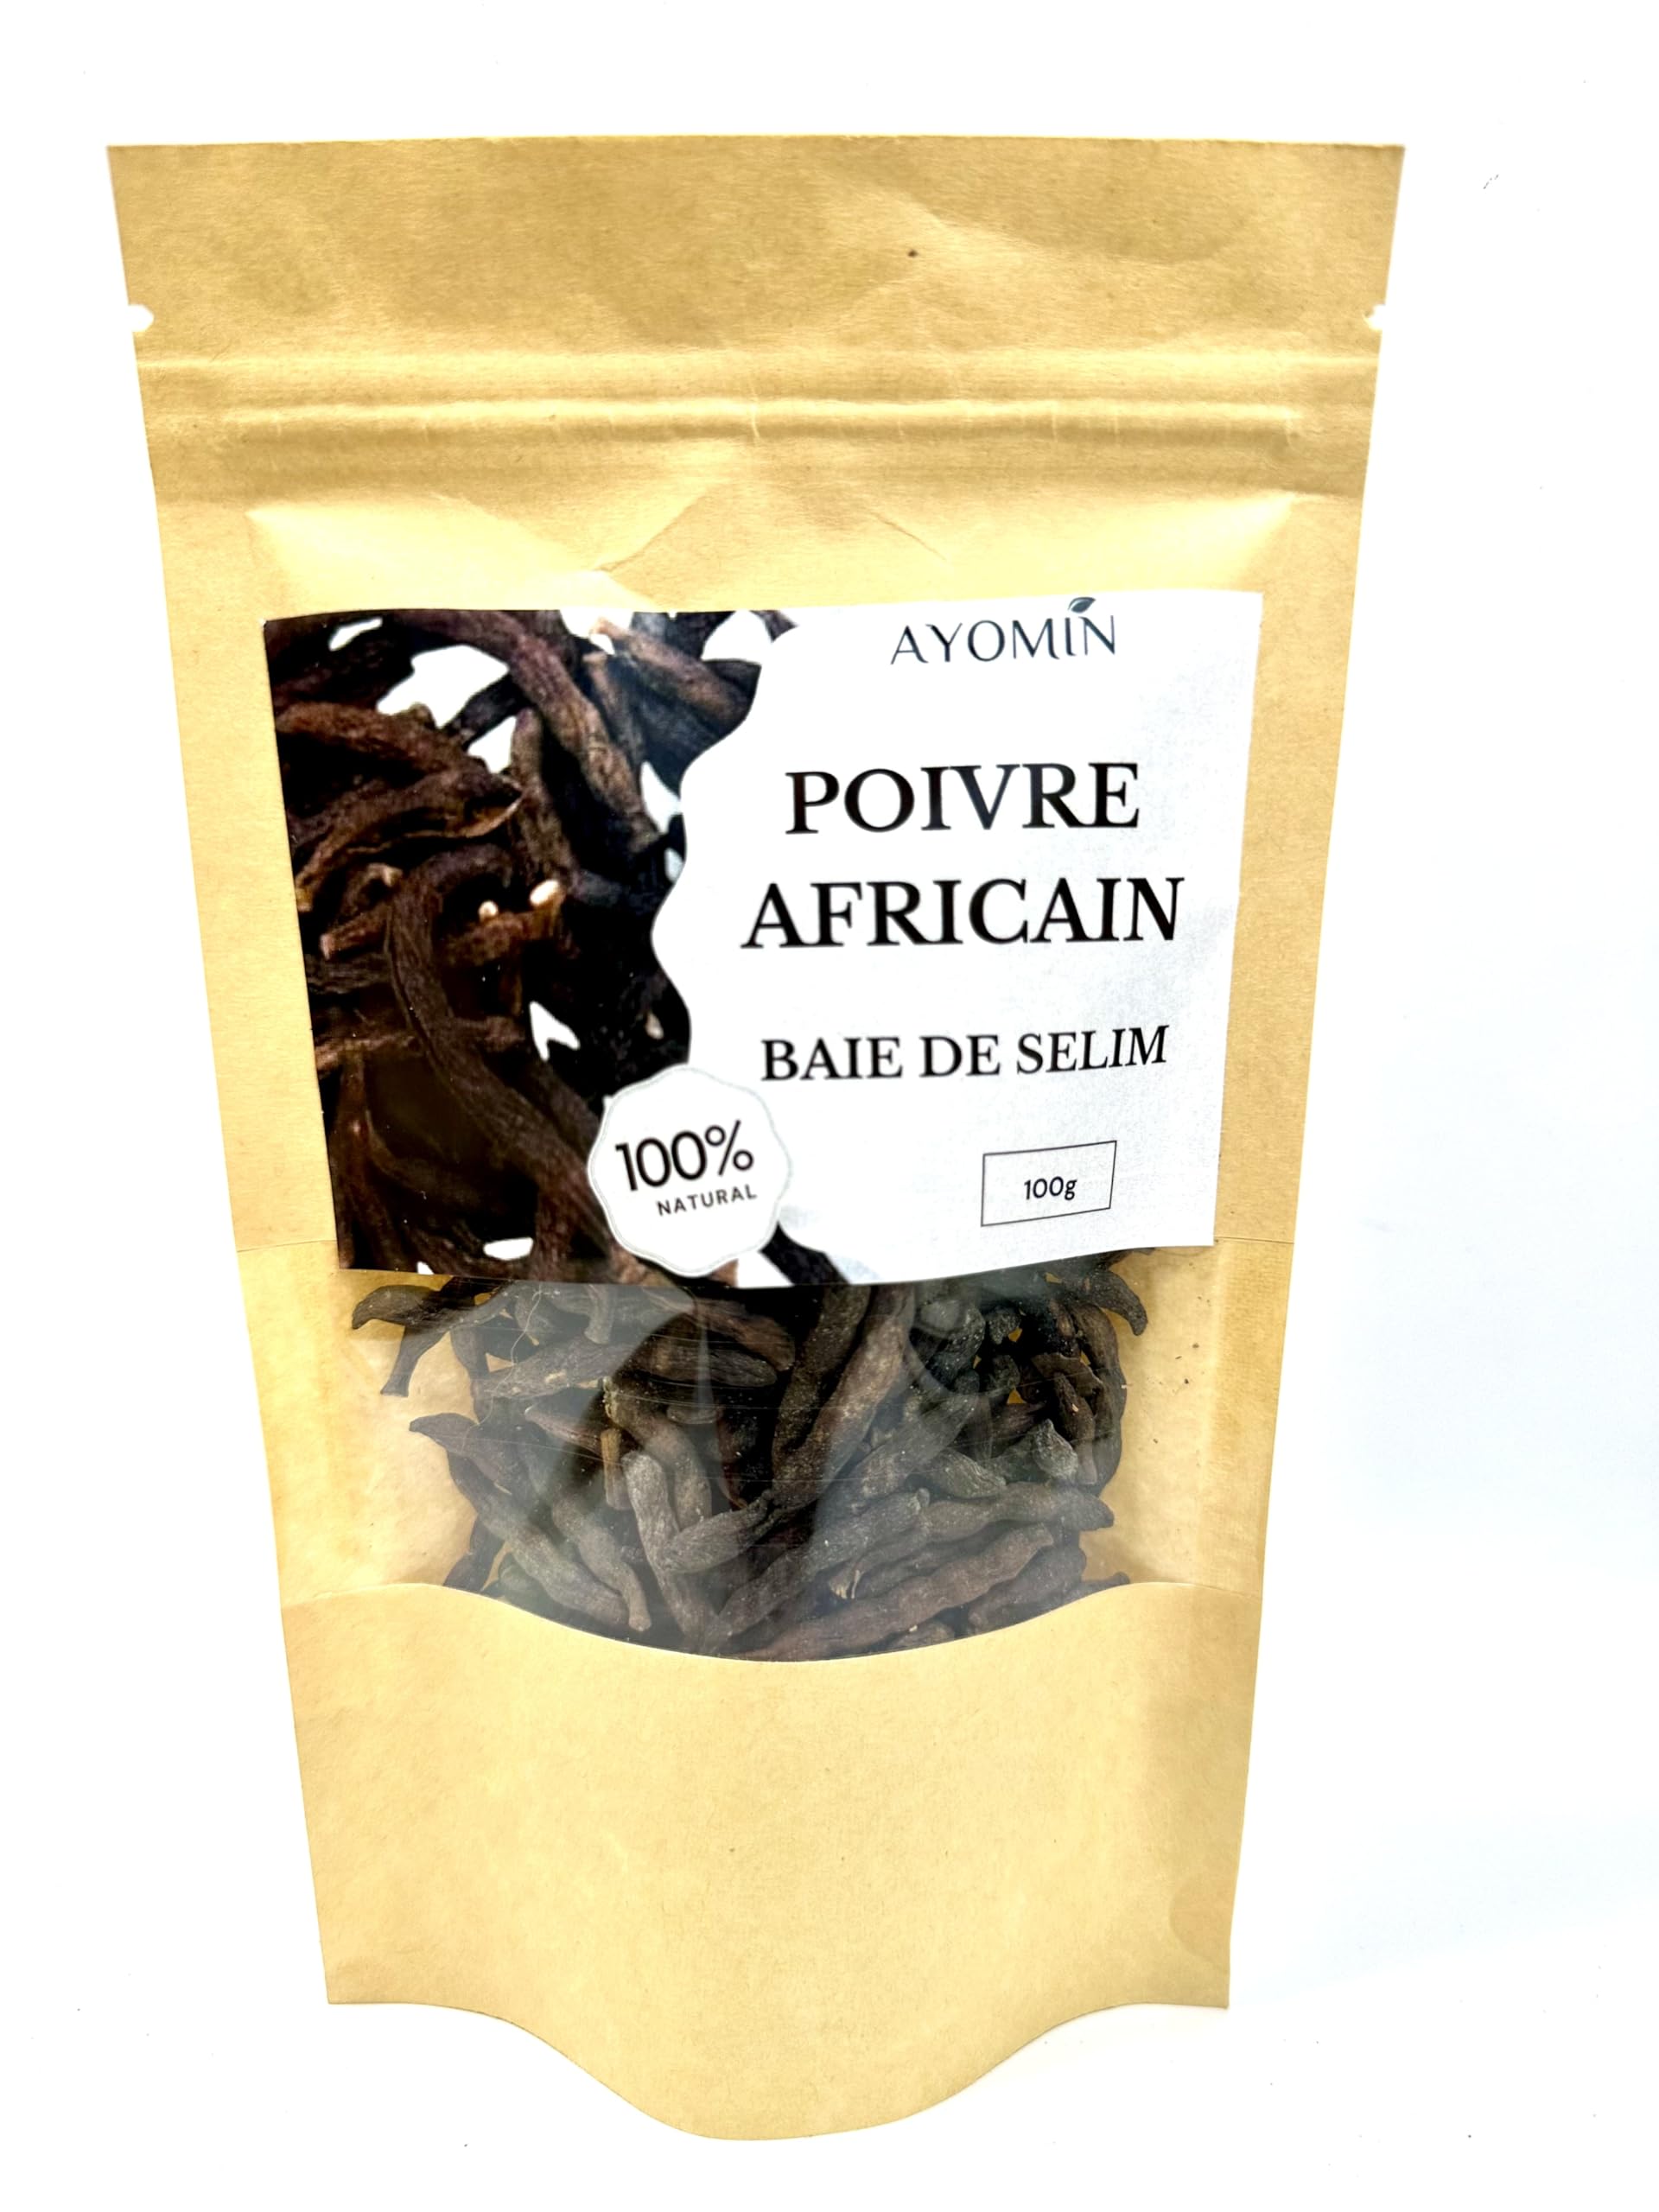 AYOMIN
POIVRE
AFRICAIN
BAIE DE SELIM
100%
NATURAL
100g